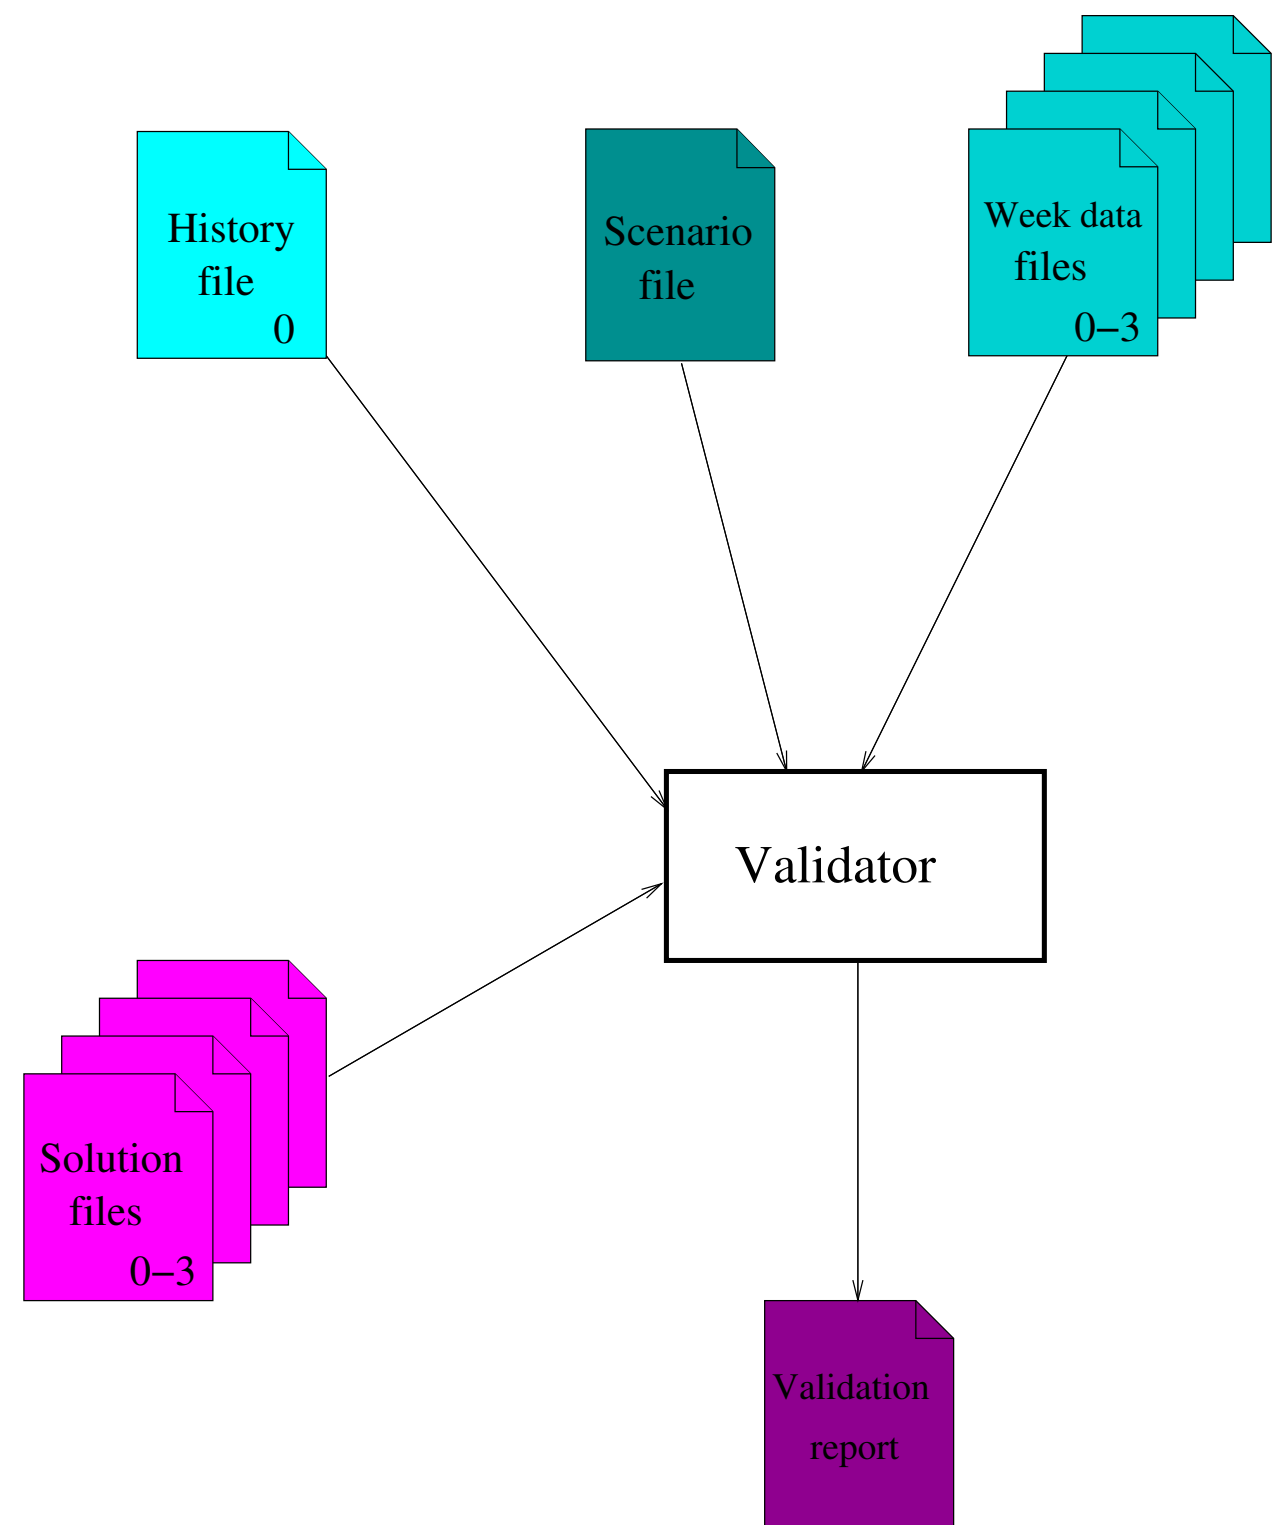 History
file
0
Scenario
file
Week data
files
0−3
Validator
Solution
files
0−3
Validation
report